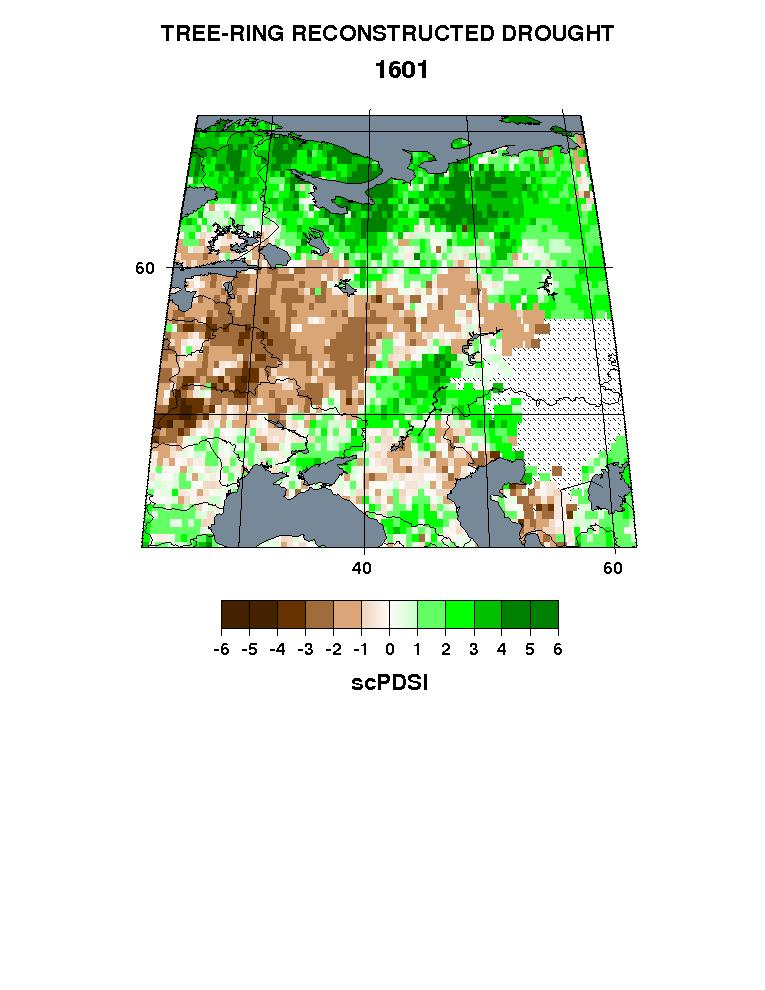 TREE-RING RECONSTRUCTED DROUGHT
1601
60
40 60
-6 -5 -4 -3 -2 -1 0 1 2 3 4 5 6
scPDSI